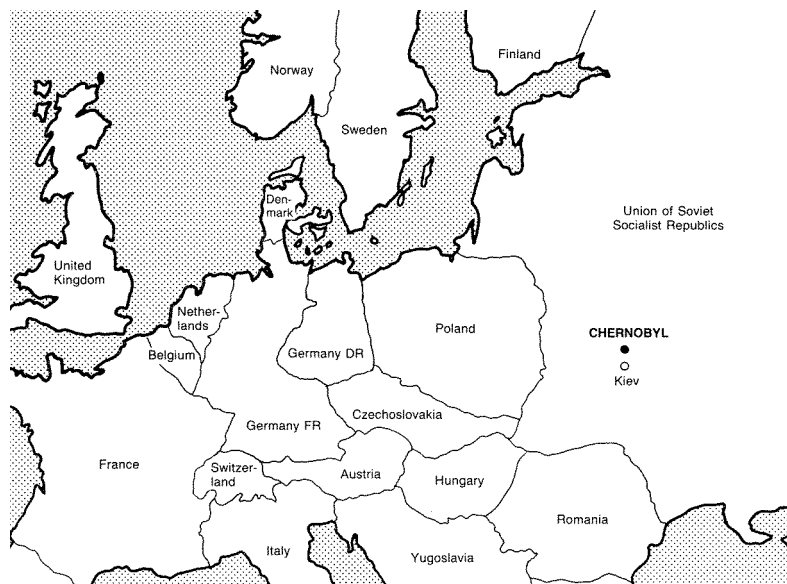 Finland
Norway
Sweden
Den-
mark
Union of Soviet
Socialist Republics
United
Kingdom
Nether-
lands
Poland
CHERNOBYL
Belgium
Germany DR
Kiev
Czechoslovakia
Germany FR
France
Switzer-
land
Austria
Hungary
Romania
Italy
Yugoslavia